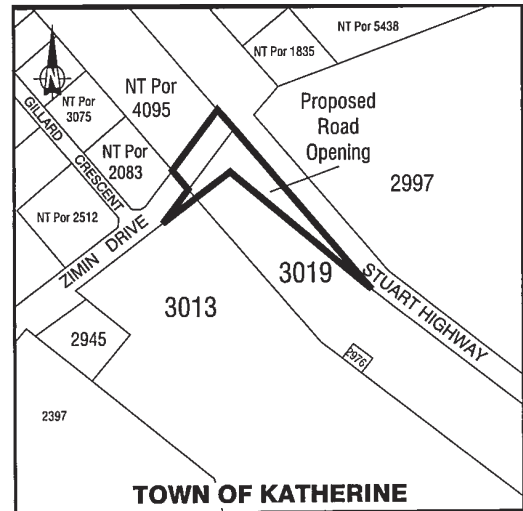 NT Por 5438
NT Por 1835
N
NT Por
3075
NT Por
4095
Proposed
Road
Opening
GILLARD CRESCENT
NT Por
2083
2997
NT Por 2512
ZIMIN DRIVE
3019
STUART HIGHWAY
3013
2945
2976
2397
TOWN OF KATHERINE